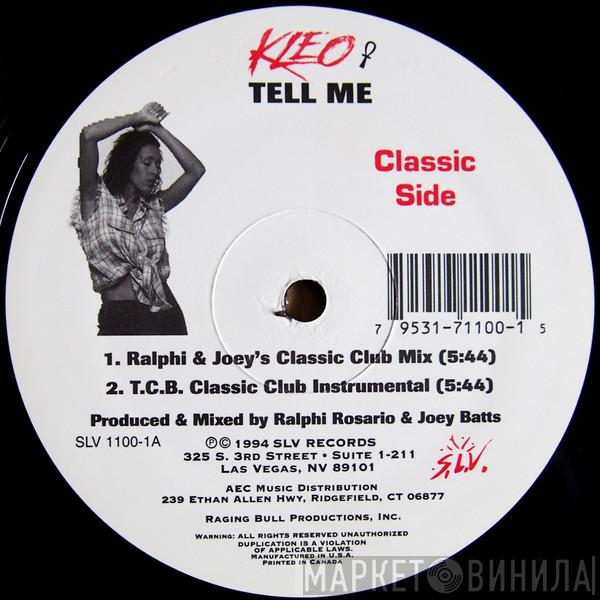 KLEO
TELL ME
Classic
Side
7 9531-71100-1 5
1. Ralphi & Joey's Classic Club Mix (5:44)
2. T.C.B. Classic Club Instrumental (5:44)
Produced & Mixed by Ralphi Rosario & Joey Batts
SLV 1100-1A
℗ © 1994 SLV RECORDS
325 S. 3RD STREET • SUITE 1-211
LAS VEGAS, NV 89101
S.L.V.
AEC MUSIC DISTRIBUTION
239 ETHAN ALLEN HWY, RIDGEFIELD, CT 06877
RAGING BULL PRODUCTIONS, INC.
WARNING: ALL RIGHTS RESERVED UNAUTHORIZED
DUPLICATION IS A VIOLATION
OF APPLICABLE LAWS.
MANUFACTURED IN U.S.A.
PRINTED IN CANADA
МАРКЕТ ВИНИЛА